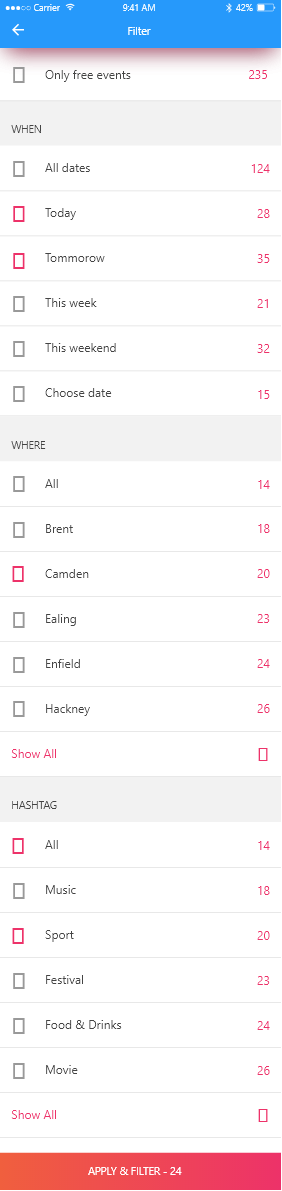 Carrier 9:41 AM 42%
Filter
Only free events 235
WHEN
All dates 124
Today 28
Tommorow 35
This week 21
This weekend 32
Choose date 15
WHERE
All 14
Brent 18
Camden 20
Ealing 23
Enfield 24
Hackney 26
Show All
HASHTAG
All 14
Music 18
Sport 20
Festival 23
Food & Drinks 24
Movie 26
Show All
APPLY & FILTER - 24